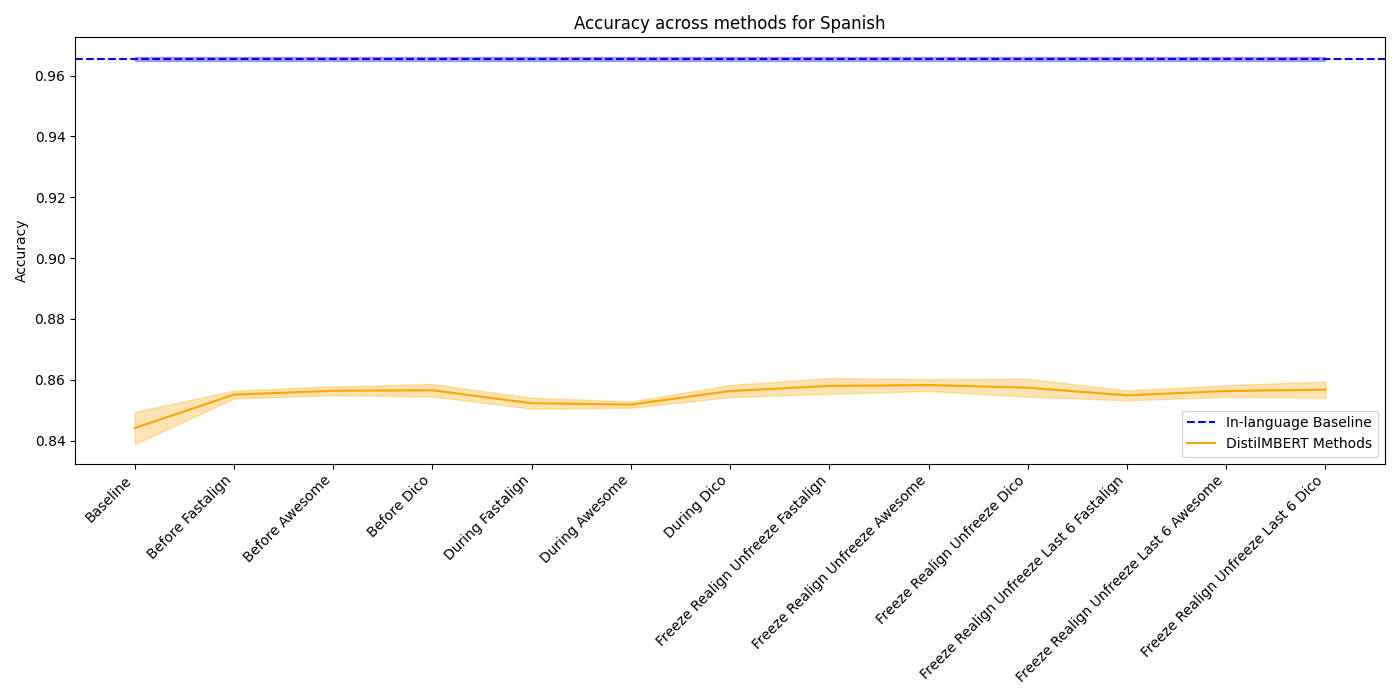 Accuracy across methods for Spanish
Accuracy
0.96
0.94
0.92
0.90
0.88
0.86
0.84
In-language Baseline
DistilMBERT Methods
Baseline
Before Fastalign
Before Awesome
Before Dico
During Fastalign
During Awesome
During Dico
Freeze Realign Unfreeze Fastalign
Freeze Realign Unfreeze Awesome
Freeze Realign Unfreeze Dico
Freeze Realign Unfreeze Last 6 Fastalign
Freeze Realign Unfreeze Last 6 Awesome
Freeze Realign Unfreeze Last 6 Dico